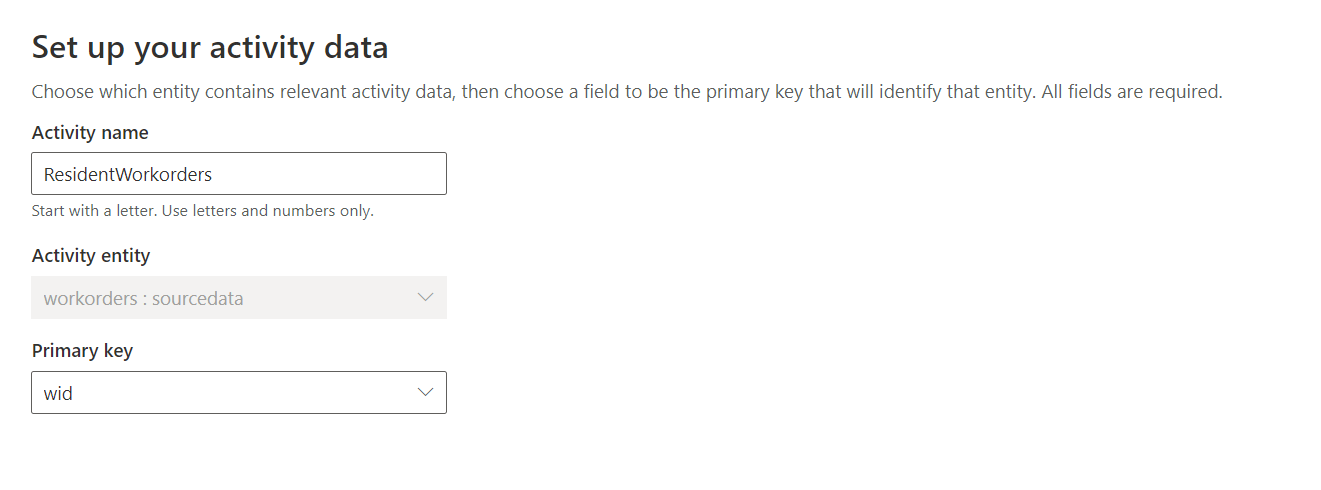 Set up your activity data
Choose which entity contains relevant activity data, then choose a field to be the primary key that will identify that entity. All fields are required.
Activity name
ResidentWorkorders
Start with a letter. Use letters and numbers only.
Activity entity
workorders : sourcedata
Primary key
wid